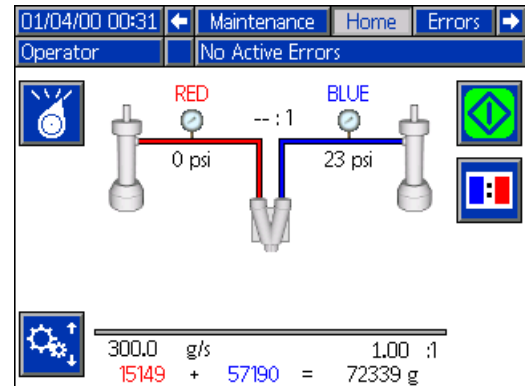 01/04/00 00:31 Maintenance Home Errors
Operator No Active Errors
RED BLUE
-- : 1
0 psi 23 psi
300.0 g/s 1.00 :1
15149 + 57190 = 72339 g